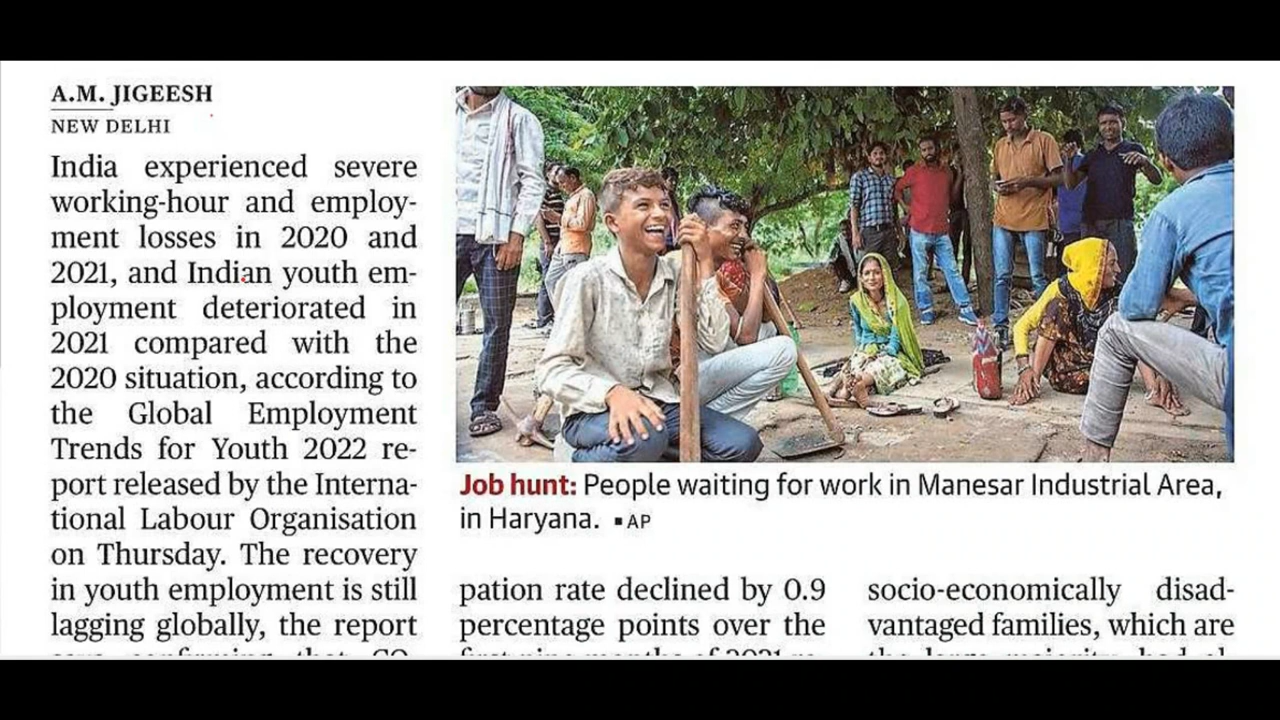 A.M. JIGEESH
NEW DELHI
India experienced severe
working-hour and employ-
ment losses in 2020 and
2021, and Indian youth em-
ployment deteriorated in
2021 compared with the
2020 situation, according to
the Global Employment
Trends for Youth 2022 re-
port released by the Interna-
tional Labour Organisation
on Thursday. The recovery
in youth employment is still
lagging globally, the report
Job hunt: People waiting for work in Manesar Industrial Area,
in Haryana. ▪ AP
pation rate declined by 0.9
percentage points over the
socio-economically disad-
vantaged families, which are